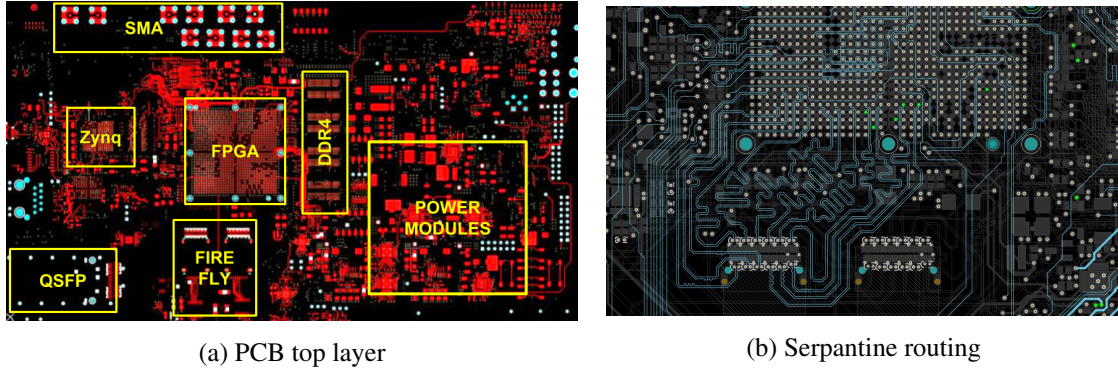 SMA
Zynq
FPGA
DDR4
POWER
MODULES
QSFP
FIRE
FLY
(a) PCB top layer
(b) Serpantine routing